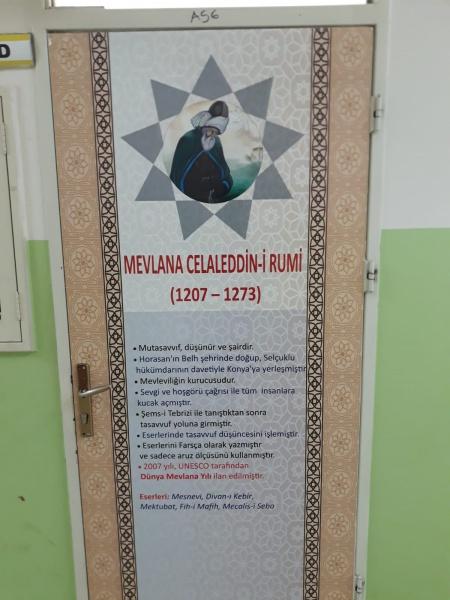 A56
D
MEVLANA CELALEDDİN-İ RUMİ
(1207 – 1273)
• Mutasavvıf, düşünür ve şairdir.
• Horasan'ın Belh şehrinde doğup, Selçuklu
hükümdarının davetiyle Konya'ya yerleşmiştir
• Mevleviliğin kurucusudur.
• Sevgi ve hoşgörü çağrısı ile tüm insanlara
kucak açmıştır.
• Şems-i Tebrizi ile tanıştıktan sonra
tasavvuf yoluna girmiştir.
• Eserlerinde tasavvuf düşüncesini işlemiştir.
• Eserlerini Farsça olarak yazmıştır
ve sadece aruz ölçüsünü kullanmıştır.
• 2007 yılı, UNESCO tarafından
Dünya Mevlana Yılı ilan edilmiştir.
Eserleri: Mesnevi, Divan-ı Kebir,
Mektubat, Fih-i Mafih, Mecalis-i Seba